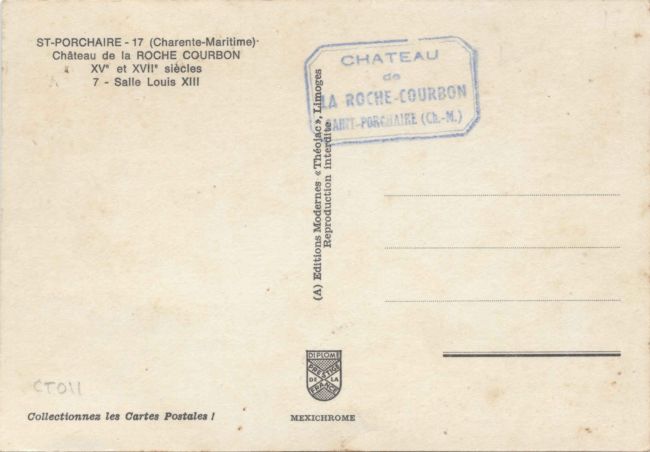 ST-PORCHAIRE - 17 (Charente-Maritime)
Château de la ROCHE COURBON
XVe et XVIIe siècles
7 - Salle Louis XIII
CHATEAU
de
LA ROCHE-COURBON
SAINT-PORCHAIRE (Ch.-M.)
(A) Editions Modernes « Théojac », Limoges
Reproduction interdite
DIPLOME
PRESTIGE
DE LA
FRANCE
MEXICHROME
CT011
Collectionnez les Cartes Postales !